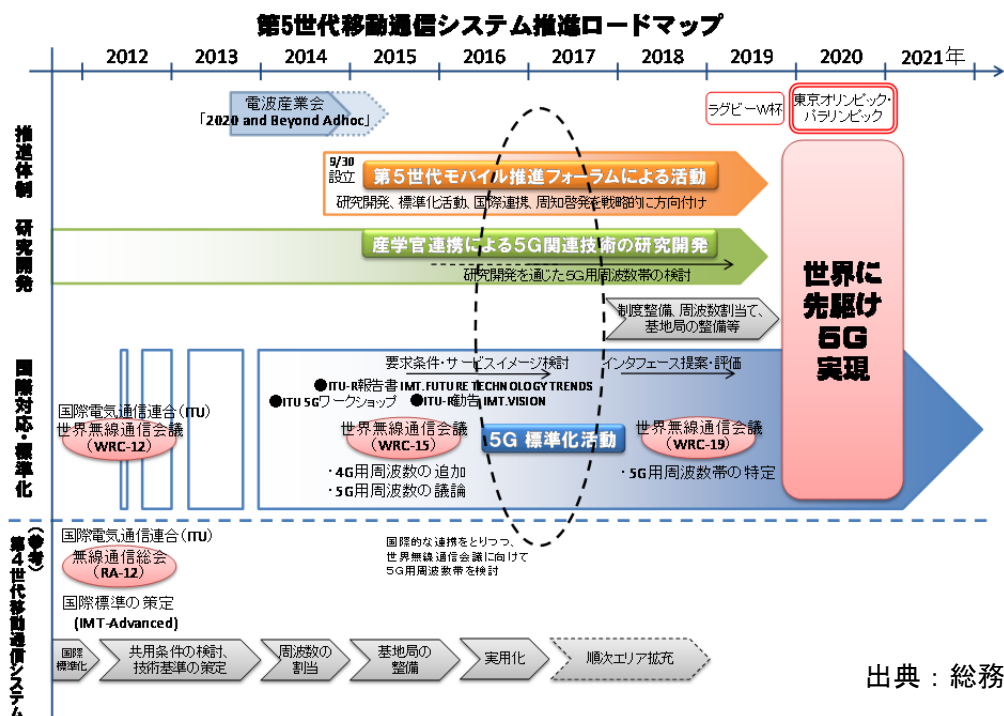 第5世代移動通信システム推進ロードマップ
2012 2013 2014 2015 2016 2017 2018 2019 2020 2021年
推進体制
電波産業会
「2020 and Beyond Adhoc」
ラグビーW杯
東京オリンピック・
パラリンピック
9/30
設立
第5世代モバイル推進フォーラムによる活動
研究開発、標準化活動、国際連携、周知啓発を戦略的に方向付け
研究開発
産学官連携による5G関連技術の研究開発
研究開発を通じた5G用周波数帯の検討
制度整備、周波数割当て、
基地局の整備等
世界に
先駆け
5G
実現
国際対応・標準化
要求条件・サービスイメージ検討
インタフェース提案・評価
●ITU-R報告書 IMT.FUTURE TECHNOLOGY TRENDS
●ITU 5Gワークショップ ●ITU-R勧告 IMT.VISION
国際電気通信連合(ITU)
世界無線通信会議
(WRC-12)
世界無線通信会議
(WRC-15)
5G 標準化活動
世界無線通信会議
(WRC-19)
・4G用周波数の追加
・5G用周波数の議論
・5G用周波数帯の特定
(参考)
第4世代移動通信システム
国際電気通信連合(ITU)
無線通信総会
(RA-12)
国際標準の策定
(IMT-Advanced)
国際的な連携をとりつつ、
世界無線通信会議に向けて
5G用周波数帯を検討
国際
標準化
共用条件の検討、
技術基準の策定
周波数の
割当
基地局の
整備
実用化
順次エリア拡充
出典：総務